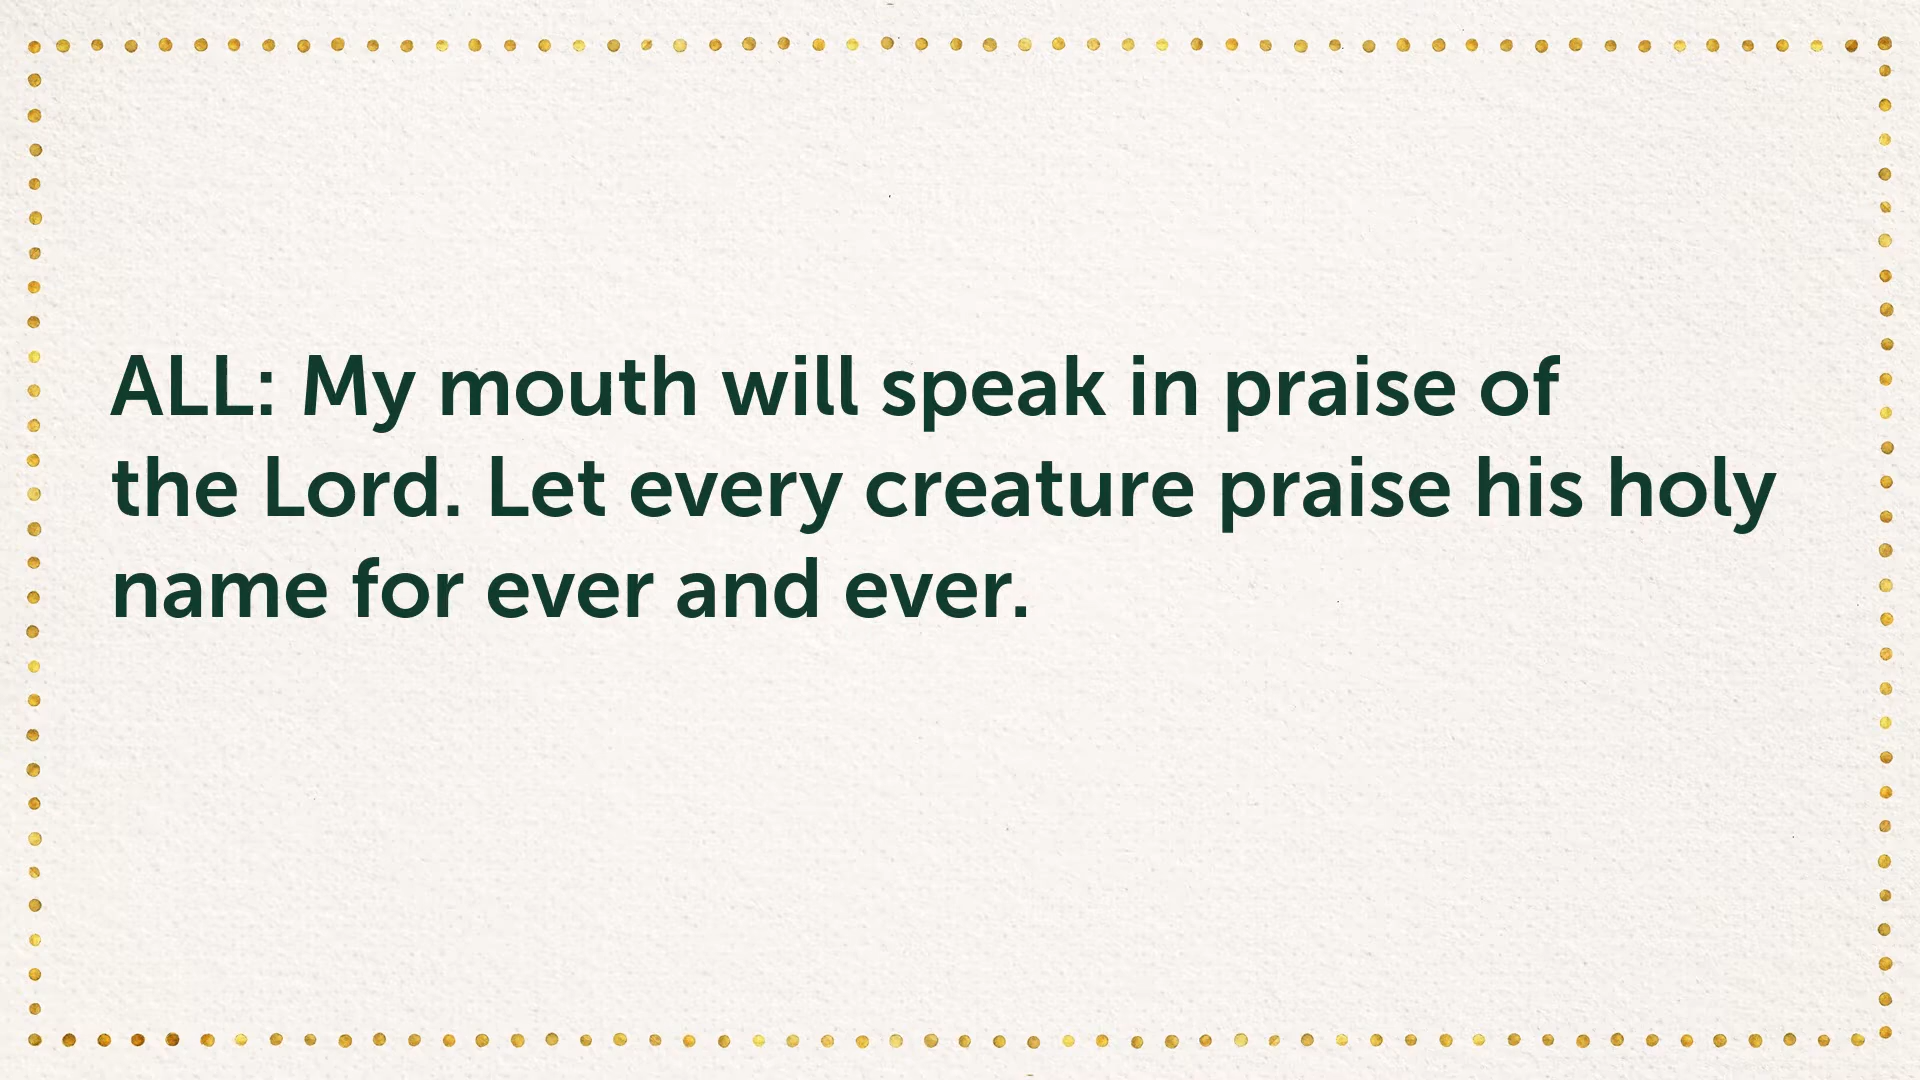 ALL: My mouth will speak in praise of
the Lord. Let every creature praise his holy
name for ever and ever.